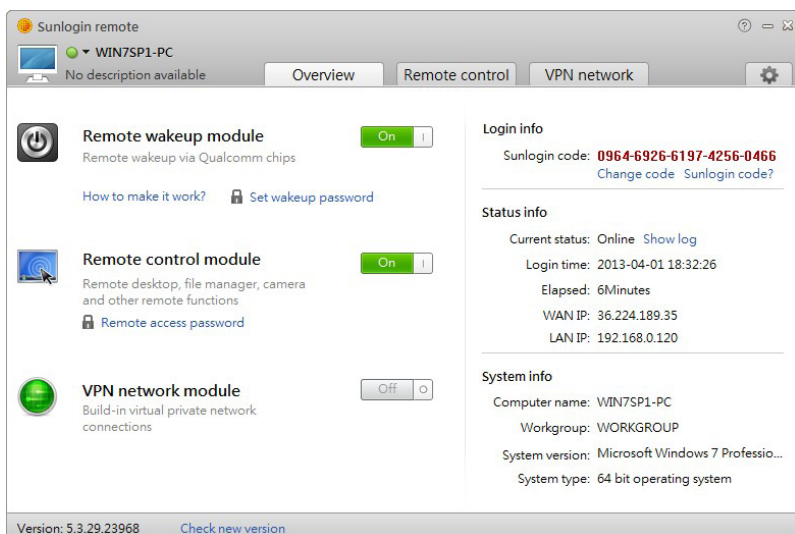 Sunlogin remote
WIN7SP1-PC
No description available
Overview
Remote control
VPN network
Remote wakeup module
On
Remote wakeup via Qualcomm chips
How to make it work?
Set wakeup password
Remote control module
On
Remote desktop, file manager, camera
and other remote functions
Remote access password
VPN network module
Off
Build-in virtual private network
connections
Login info
Sunlogin code: 0964-6926-6197-4256-0466
Change code Sunlogin code?
Status info
Current status: Online Show log
Login time: 2013-04-01 18:32:26
Elapsed: 6Minutes
WAN IP: 36.224.189.35
LAN IP: 192.168.0.120
System info
Computer name: WIN7SP1-PC
Workgroup: WORKGROUP
System version: Microsoft Windows 7 Professio...
System type: 64 bit operating system
Version: 5.3.29.23968 Check new version